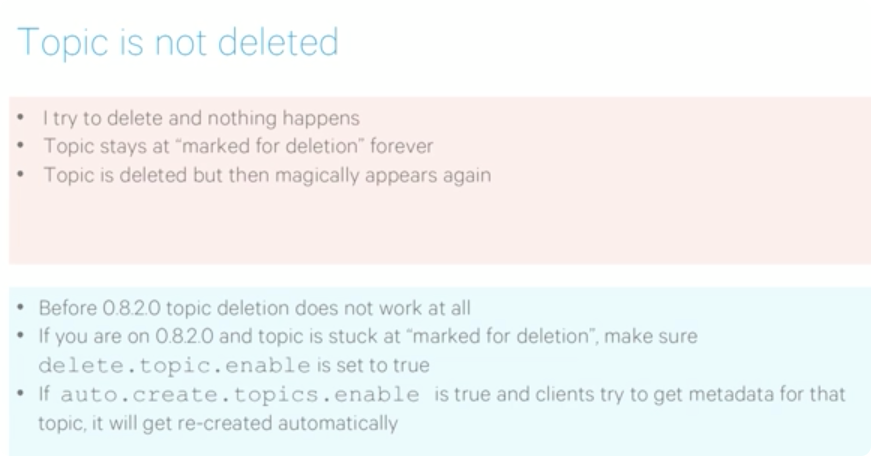 Topic is not deleted
• I try to delete and nothing happens
• Topic stays at “marked for deletion” forever
• Topic is deleted but then magically appears again
• Before 0.8.2.0 topic deletion does not work at all
• If you are on 0.8.2.0 and topic is stuck at “marked for deletion”, make sure
delete.topic.enable is set to true
• If auto.create.topics.enable is true and clients try to get metadata for that
topic, it will get re-created automatically